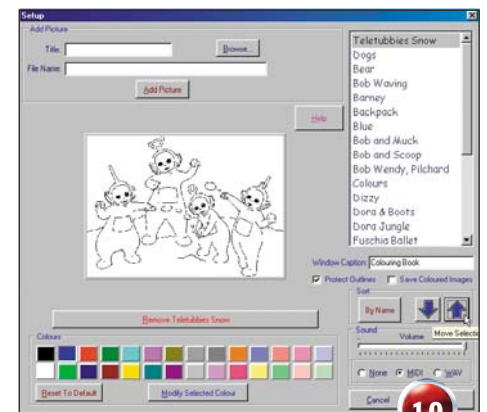 Setup
Add Picture
Title:
Browse...
File Name:
Add Picture
Help
Teletubbies Snow
Dogs
Bear
Bob Waving
Barney
Backpack
Blue
Bob and Muck
Bob and Scoop
Bob Wendy, Pilchard
Colours
Dizzy
Dora & Boots
Dora Jungle
Fuschia Ballet
Window Caption: Colouring Book
Protect Outlines Save Coloured Images
Sort
By Name
Move Selectio
Remove Teletubbies Snow
Colours
Reset To Default
Modify Selected Colour
Sound
Volume
None MIDI WAV
Cancel
10